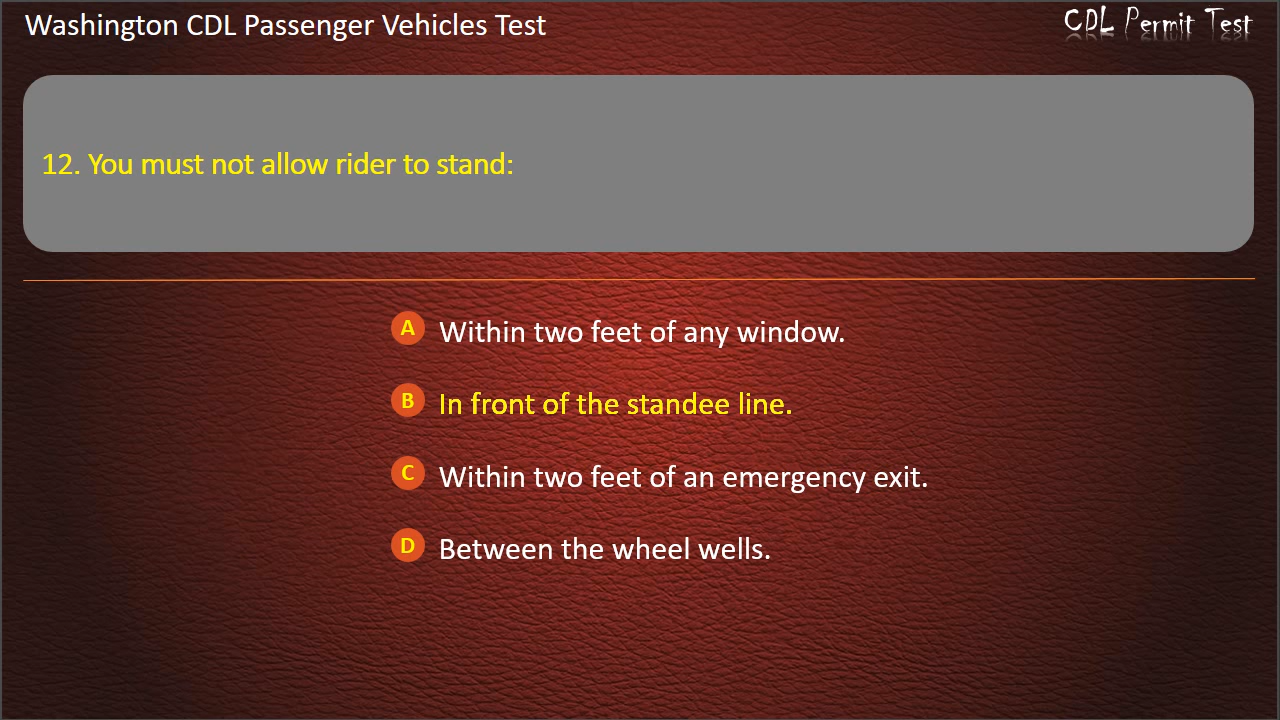 Washington CDL Passenger Vehicles Test
CDL Permit Test
12. You must not allow rider to stand:
A Within two feet of any window.
B In front of the standee line.
C Within two feet of an emergency exit.
D Between the wheel wells.